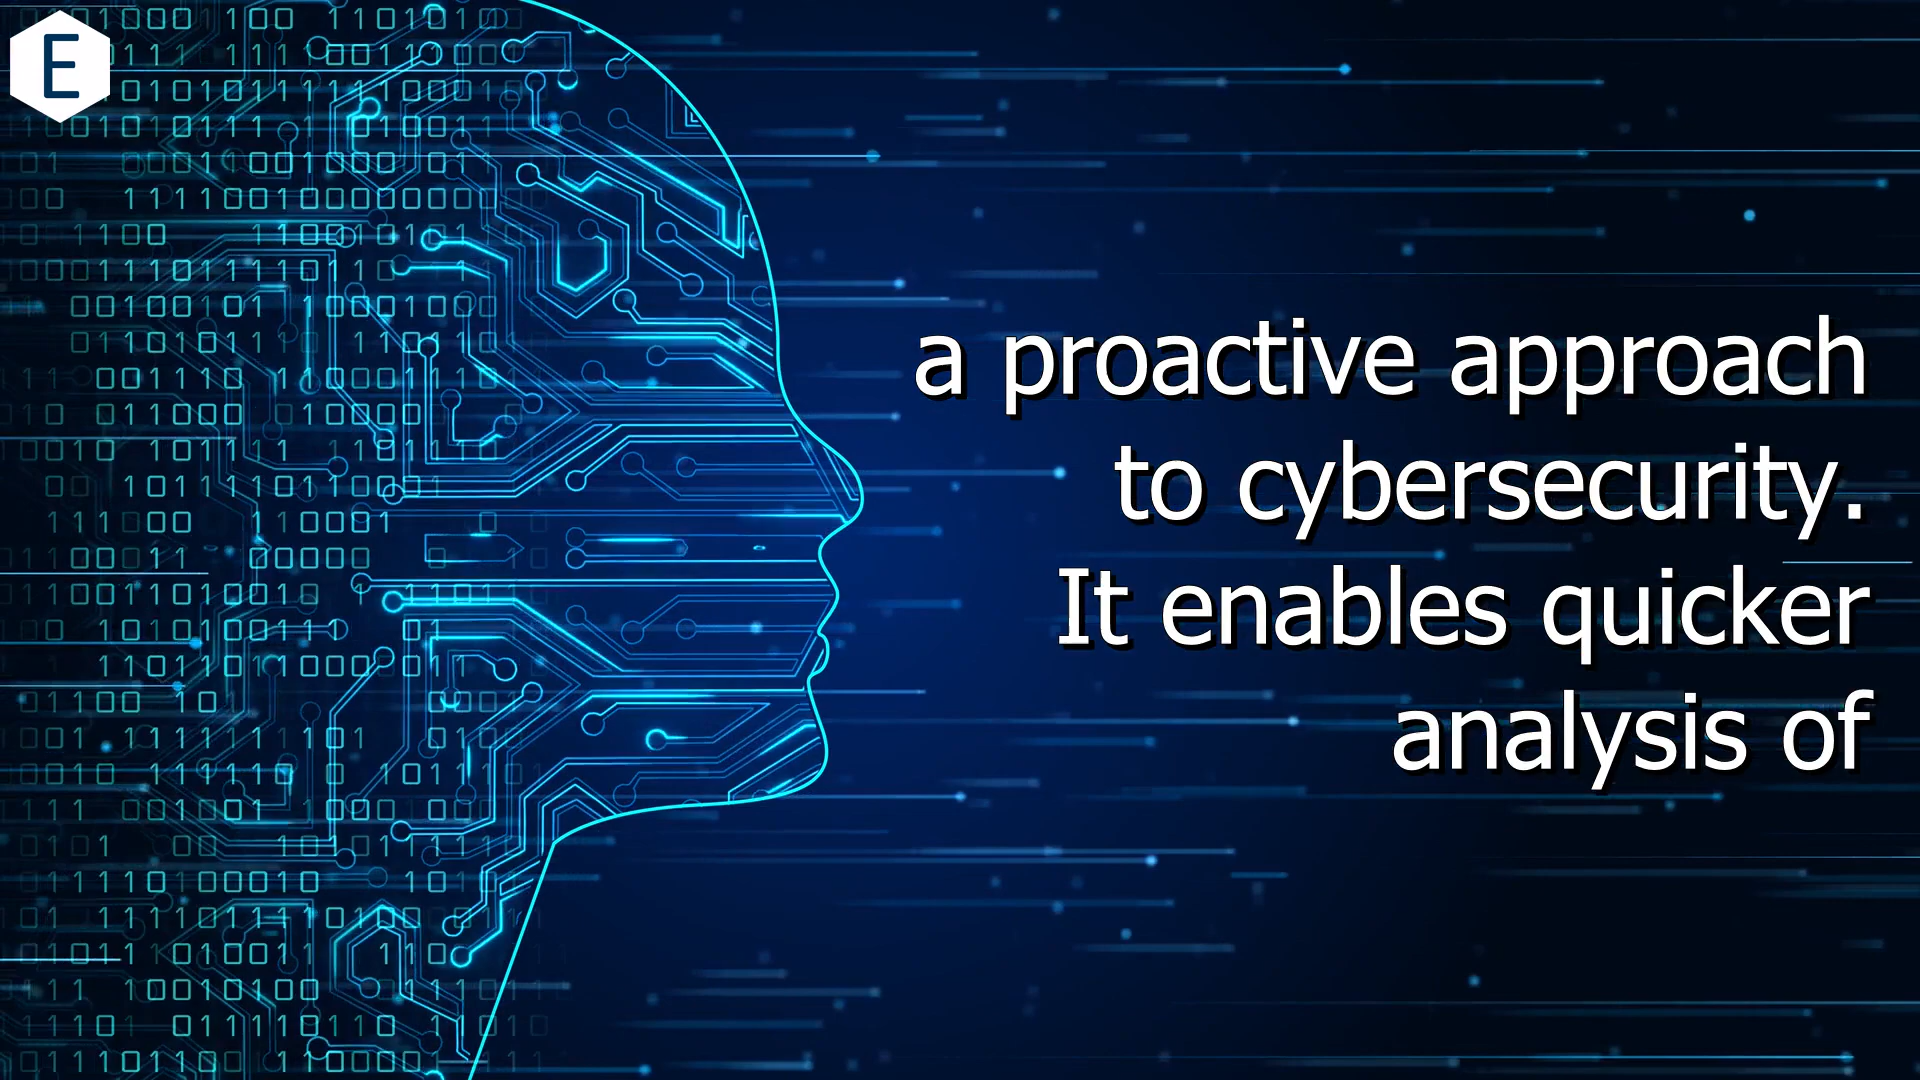 E
a proactive approach
to cybersecurity.
It enables quicker
analysis of